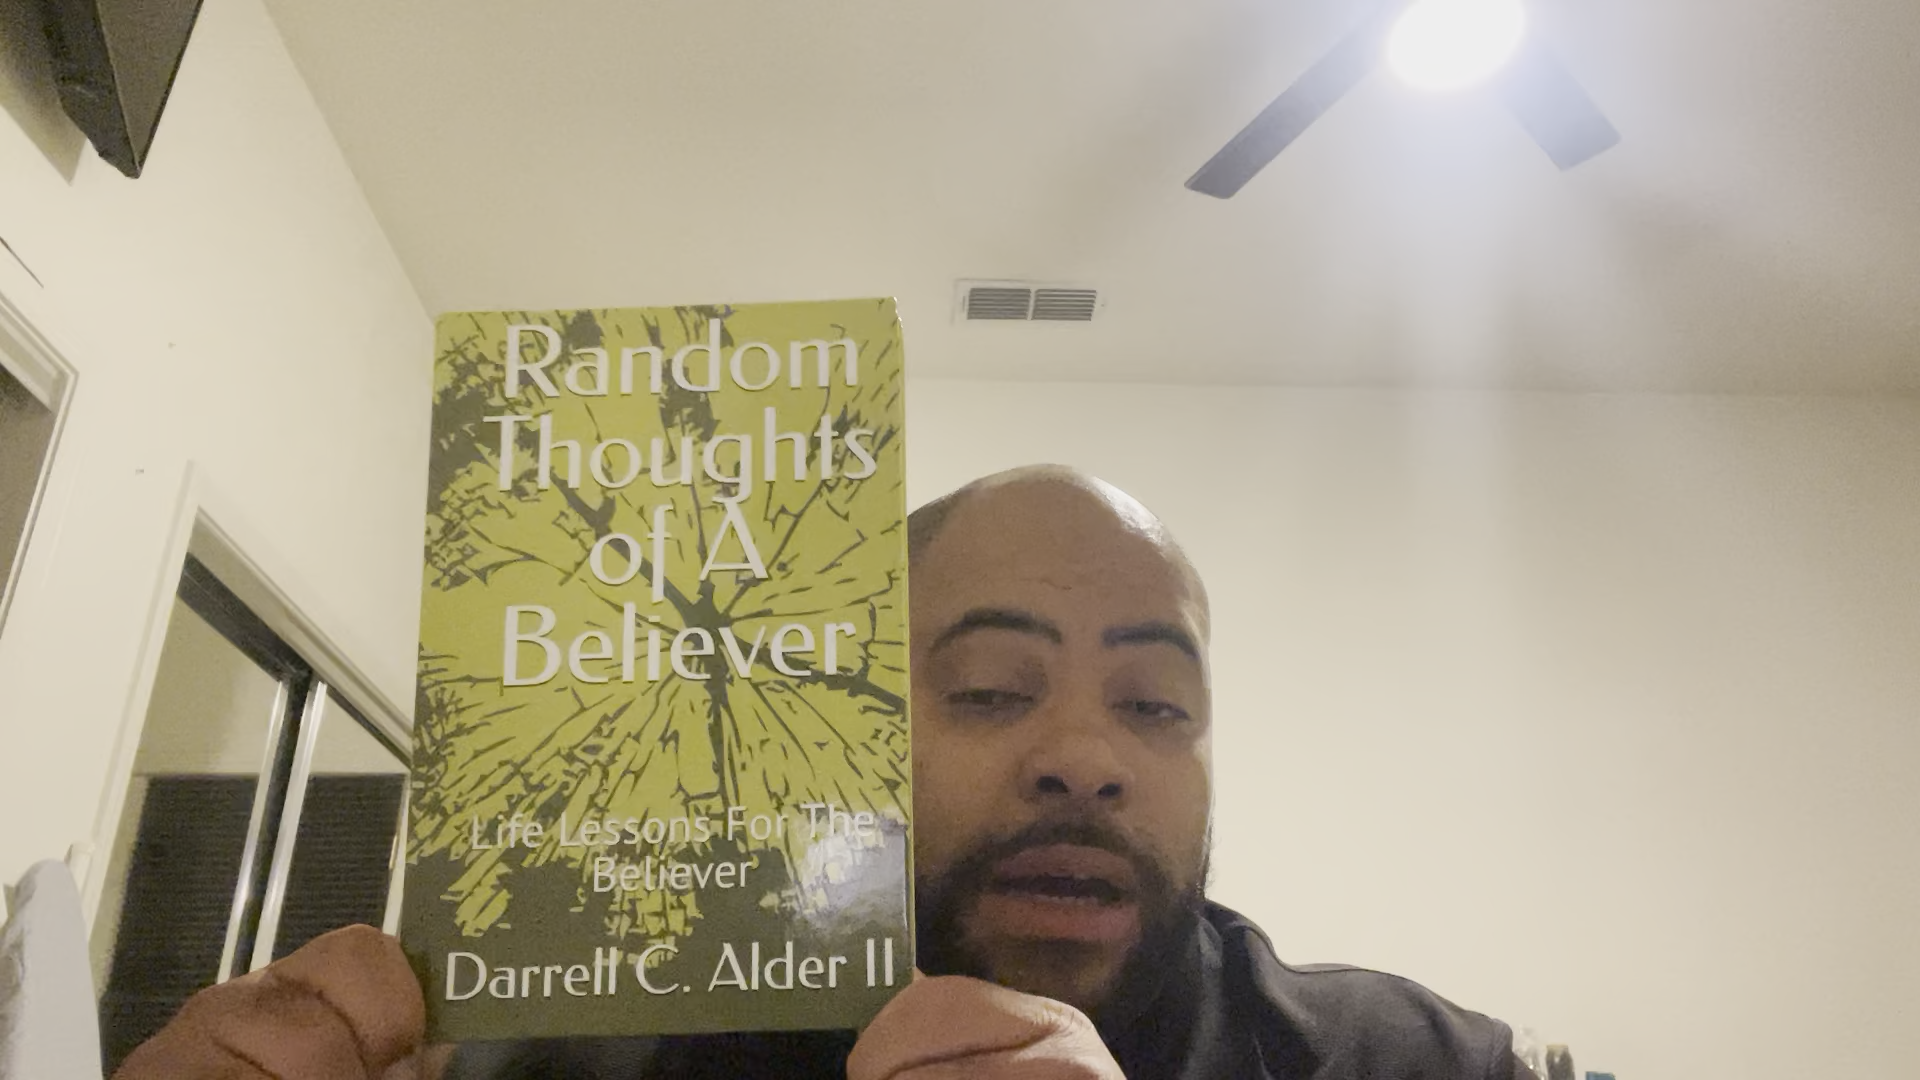 Random
Thoughts
of A
Believer
Life Lessons For The
Believer
Darrell C. Alder II